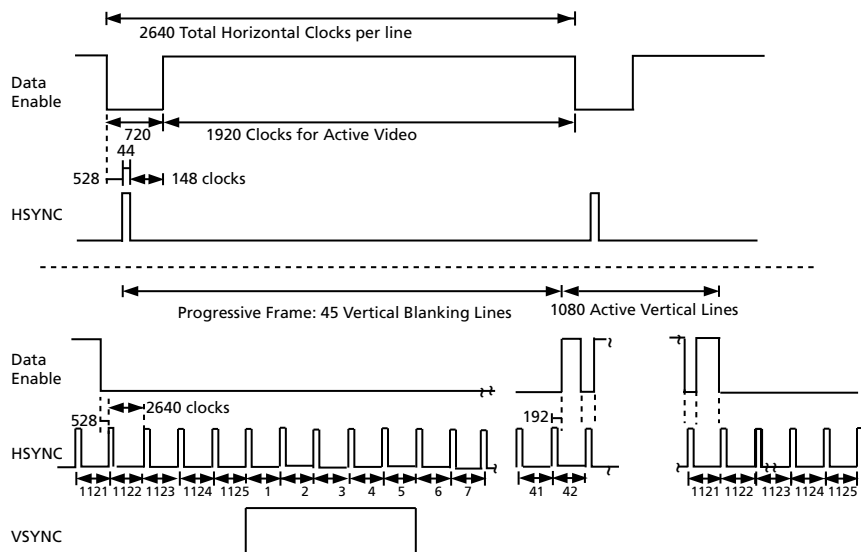 2640 Total Horizontal Clocks per line
Data
Enable
720
1920 Clocks for Active Video
44
528
148 clocks
HSYNC
Progressive Frame: 45 Vertical Blanking Lines
1080 Active Vertical Lines
Data
Enable
2640 clocks
528
192
HSYNC
1121 1122 1123 1124 1125 1 2 3 4 5 6 7 41 42 1121 1122 1123 1124 1125
VSYNC